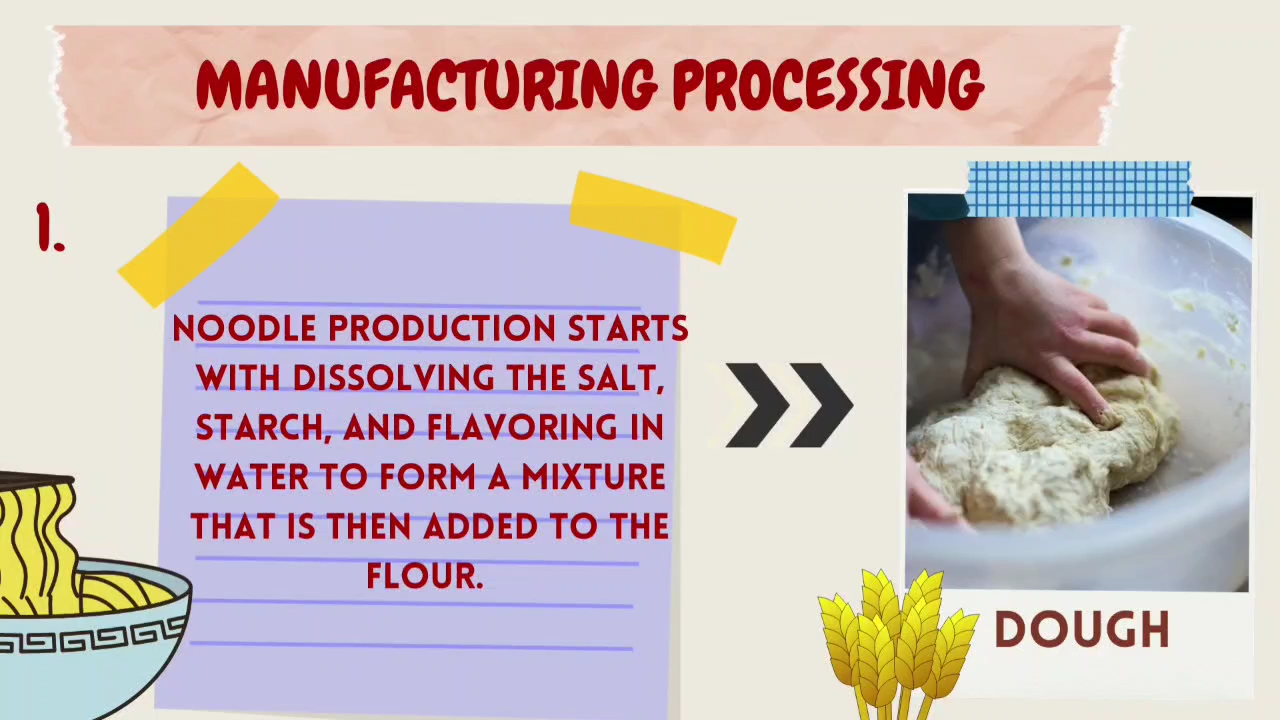 MANUFACTURING PROCESSING
1.
NOODLE PRODUCTION STARTS
WITH DISSOLVING THE SALT,
STARCH, AND FLAVORING IN
WATER TO FORM A MIXTURE
THAT IS THEN ADDED TO THE
FLOUR.
DOUGH